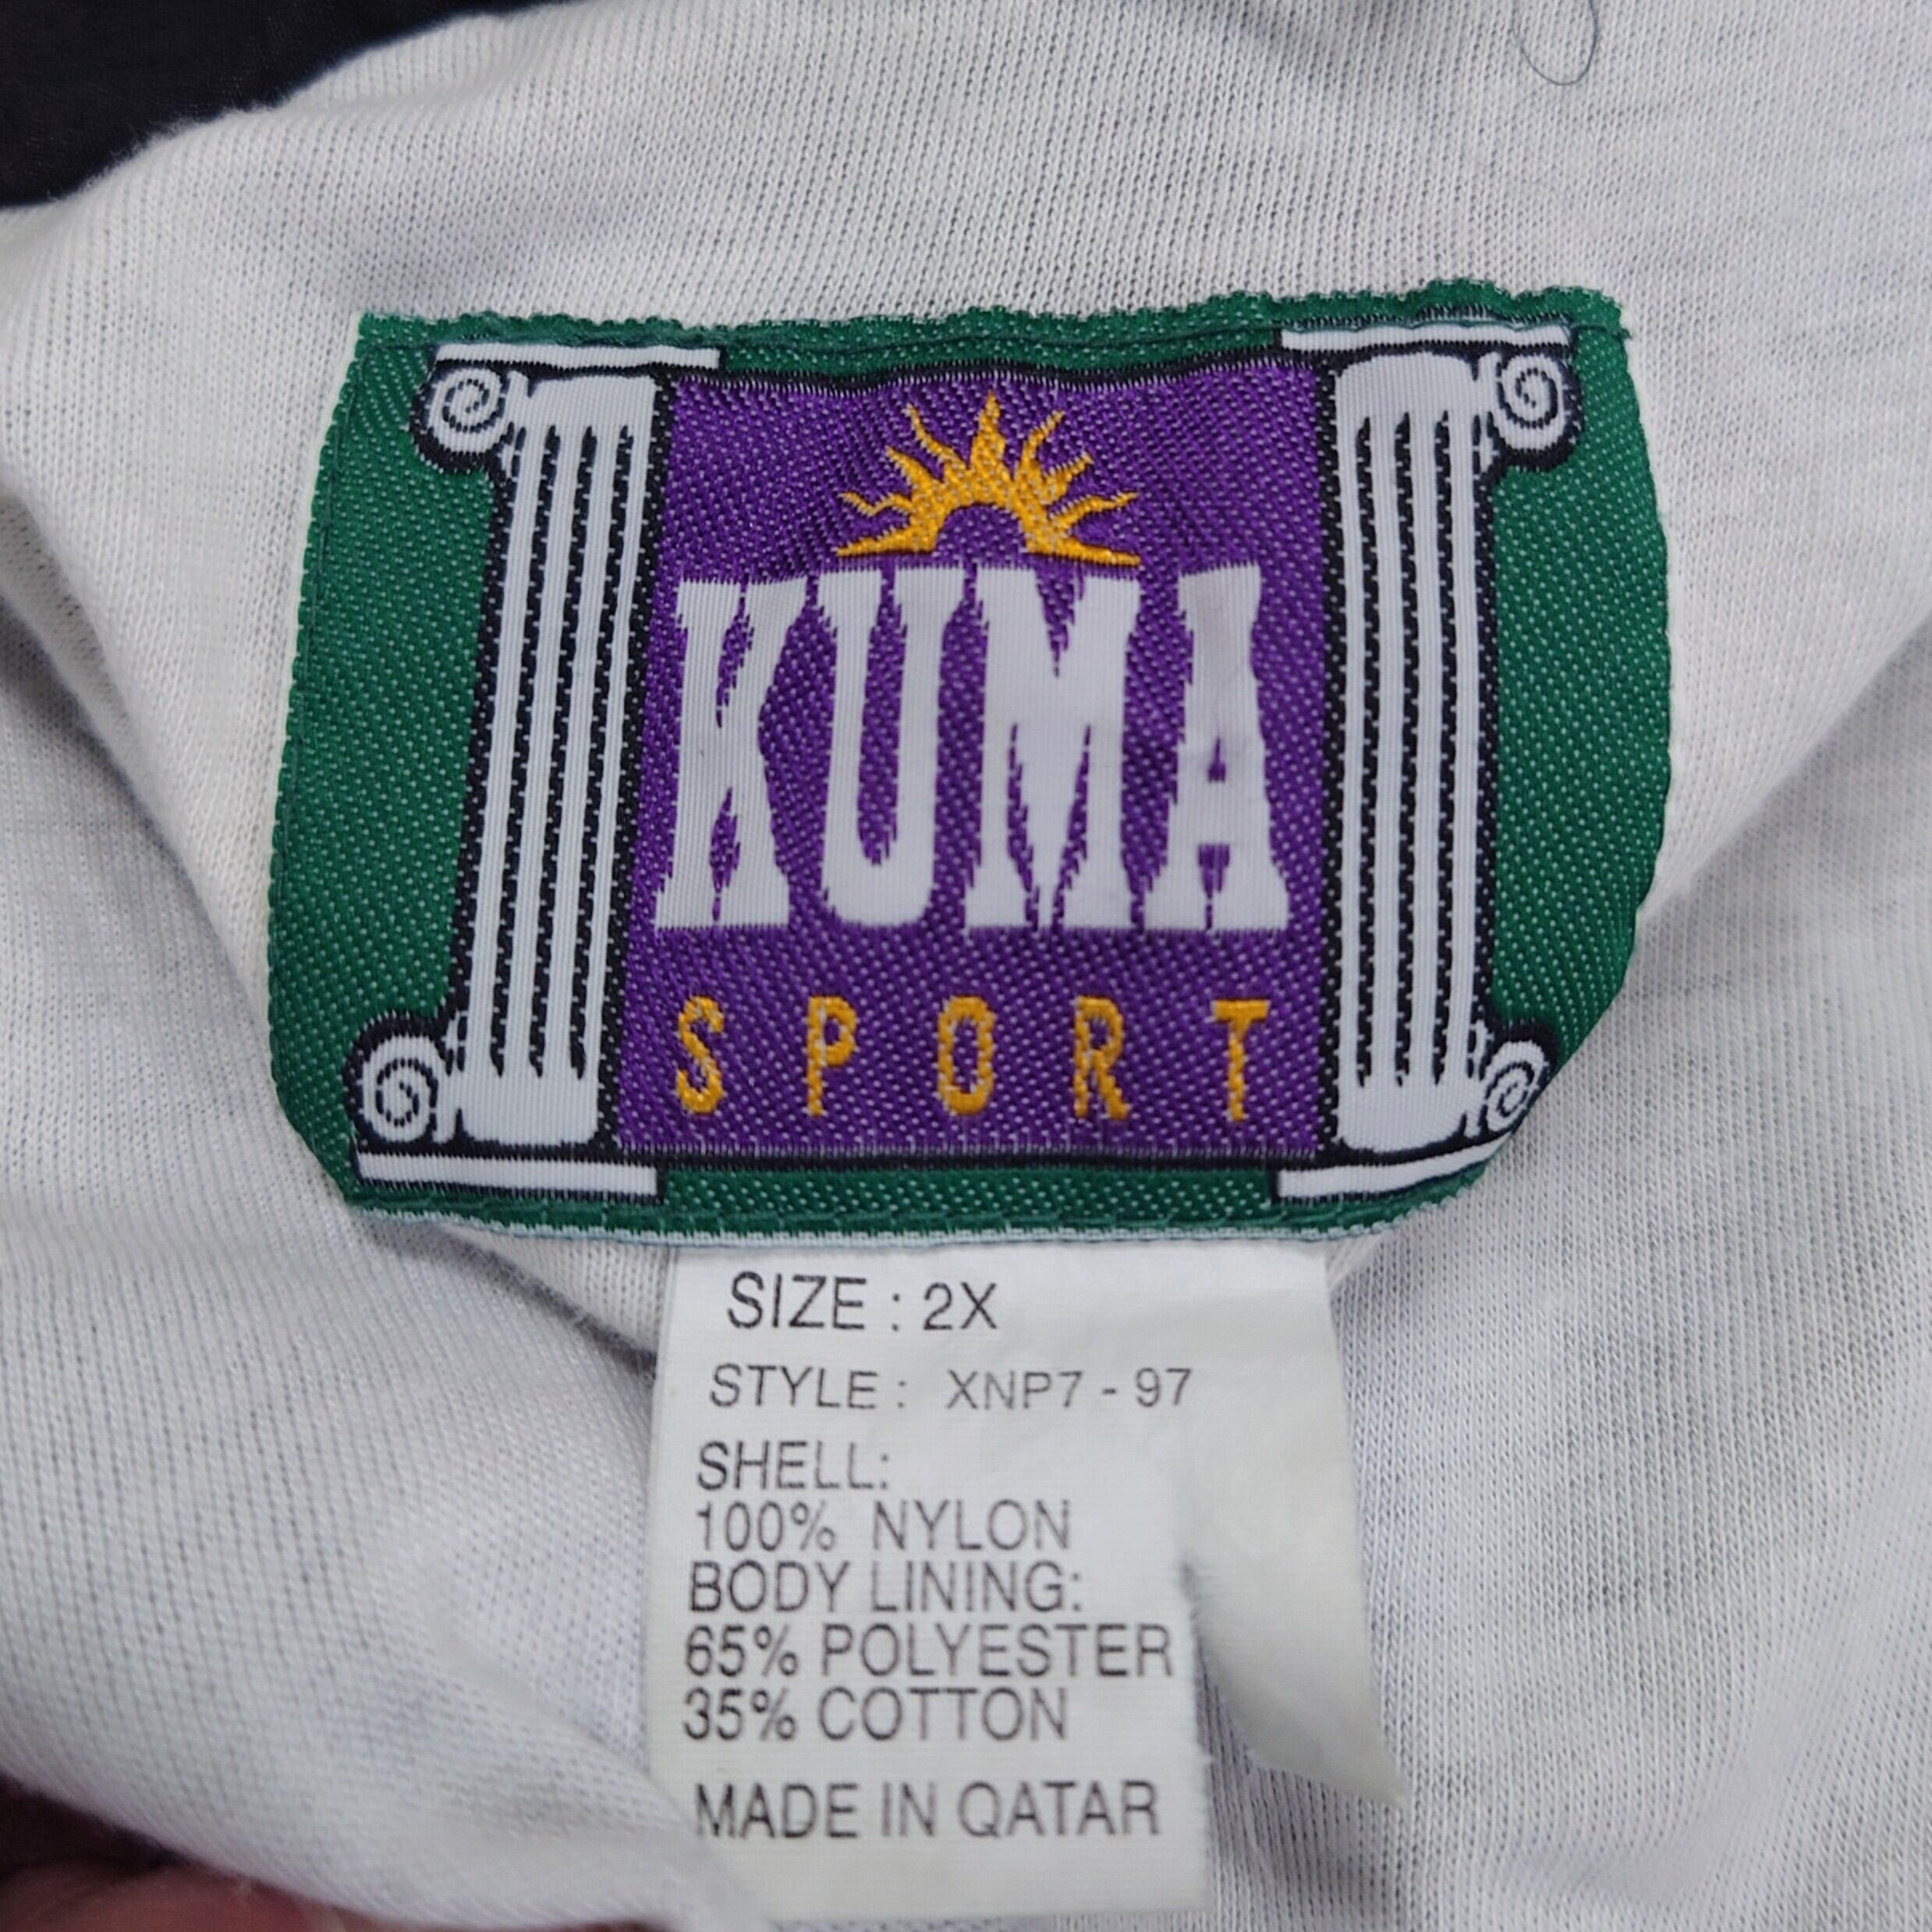 KUMA
SPORT
SIZE : 2X
STYLE : XNP7 - 97
SHELL:
100% NYLON
BODY LINING:
65% POLYESTER
35% COTTON
MADE IN QATAR